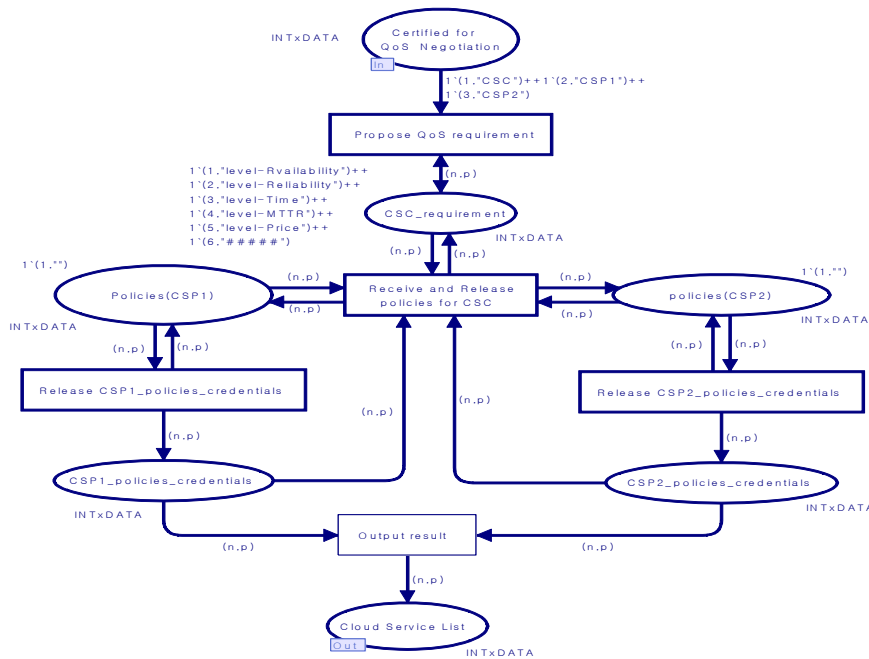 Certified for
QoS Negotiation
INTxDATA
In
1`(1,"CSC")++1`(2,"CSP1")++
1`(3,"CSP2")
Propose QoS requirement
(n,p)
1`(1,"level-Rvailability")++
1`(2,"level-Reliability")++
1`(3,"level-Time")++
1`(4,"level-MTTR")++
1`(5,"level-Price")++
1`(6,"#####")
CSC_requirement
INTxDATA
(n,p)
(n,p)
1`(1,"")
Policies(CSP1)
INTxDATA
(n,p)
(n,p)
Receive and Release
policies for CSC
(n,p)
(n,p)
1`(1,"")
policies(CSP2)
INTxDATA
(n,p)
(n,p)
(n,p)
(n,p)
Release CSP1_policies_credentials
Release CSP2_policies_credentials
(n,p)
(n,p)
(n,p)
(n,p)
CSP1_policies_credentials
INTxDATA
CSP2_policies_credentials
INTxDATA
Output result
(n,p)
(n,p)
(n,p)
Cloud Service List
Out
INTxDATA